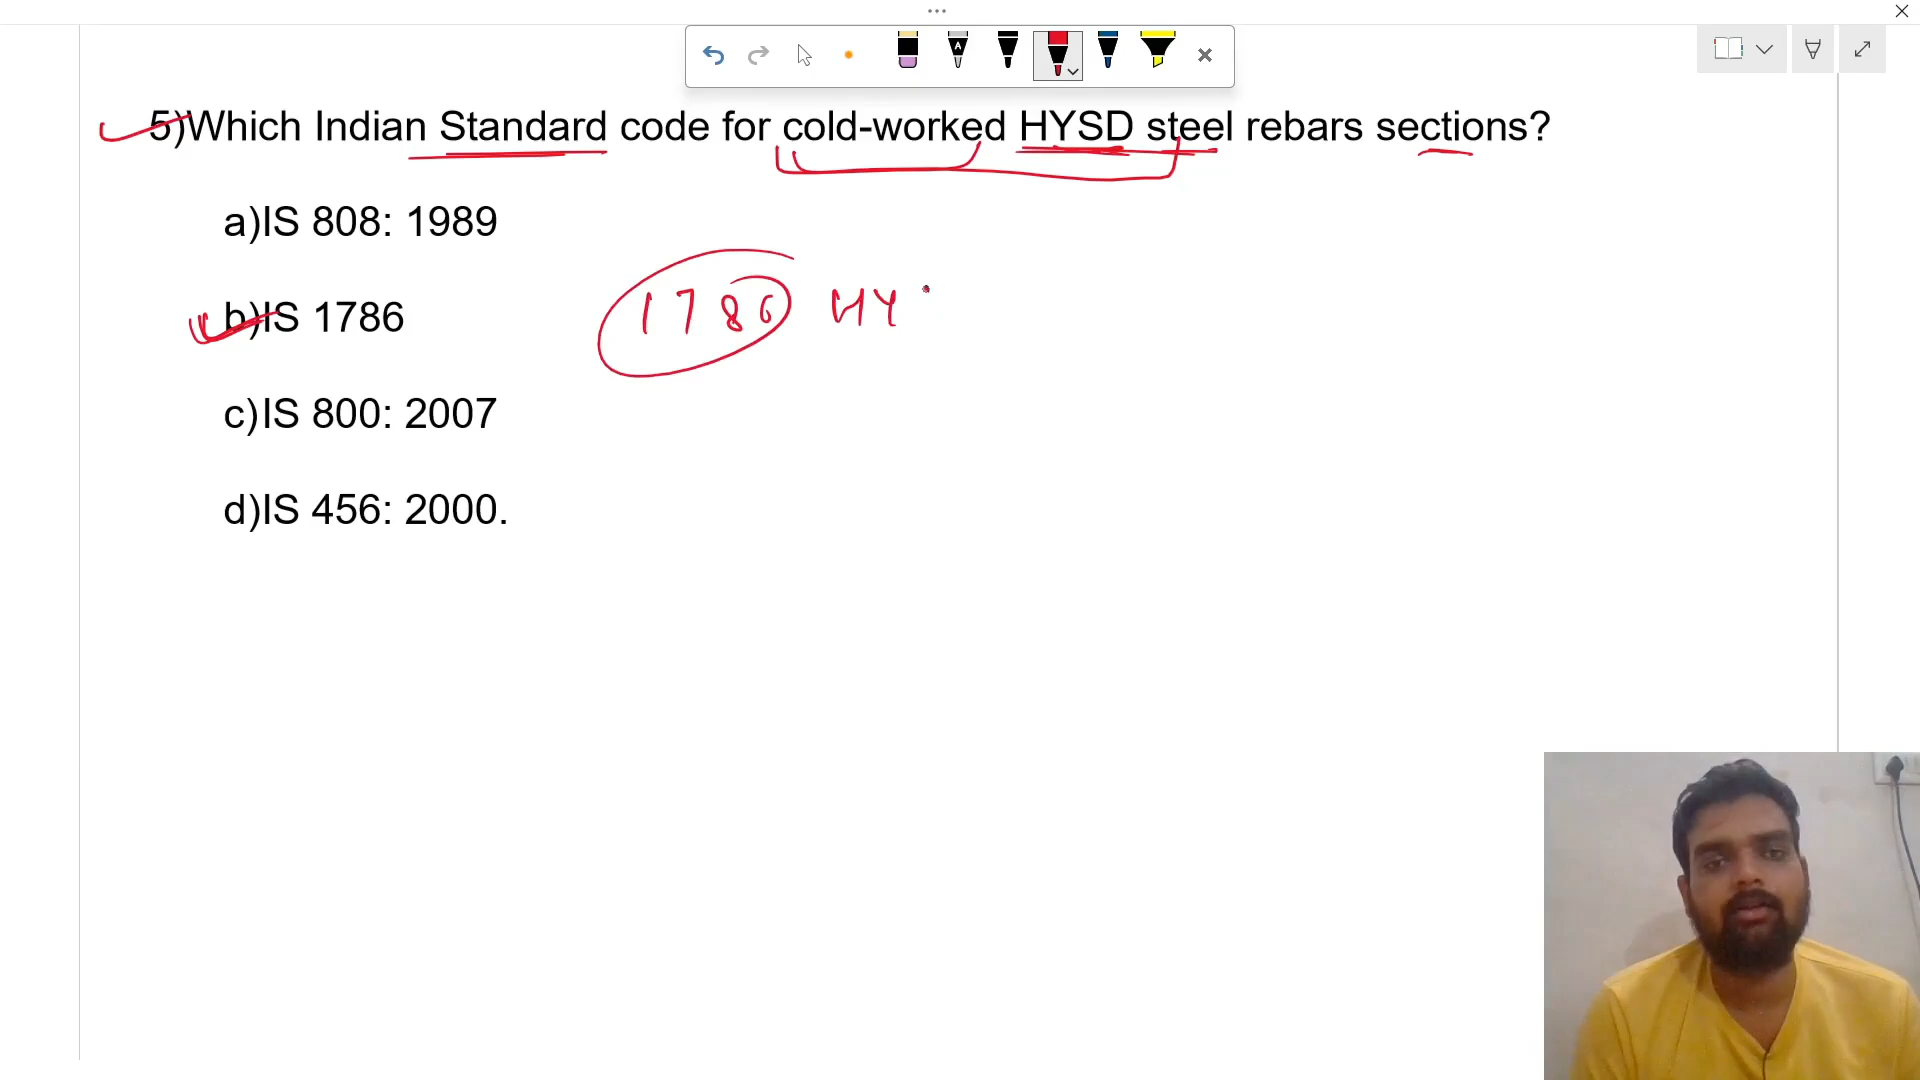 5)Which Indian Standard code for cold-worked HYSD steel rebars sections?
a)IS 808: 1989
b)IS 1786
1786 HY
c)IS 800: 2007
d)IS 456: 2000.